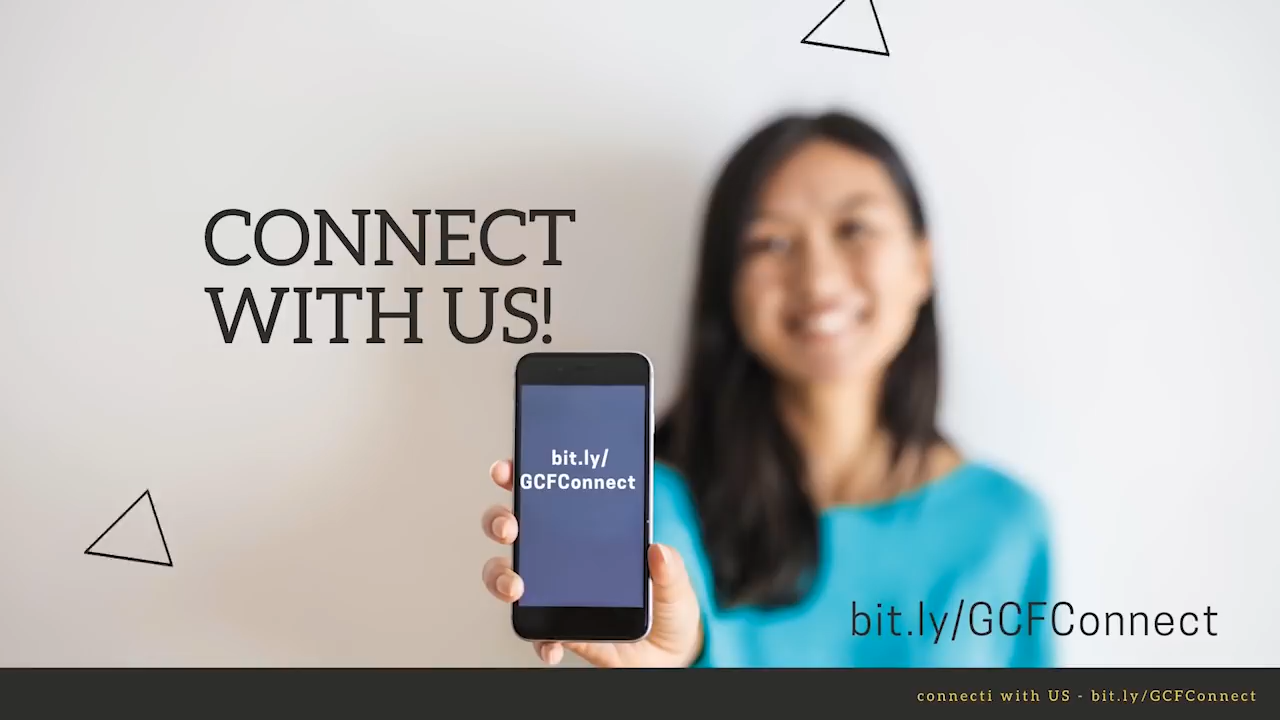 CONNECT
WITH US!
bit.ly/
GCFConnect
bit.ly/GCFConnect
connecti with US - bit.ly/GCFConnect